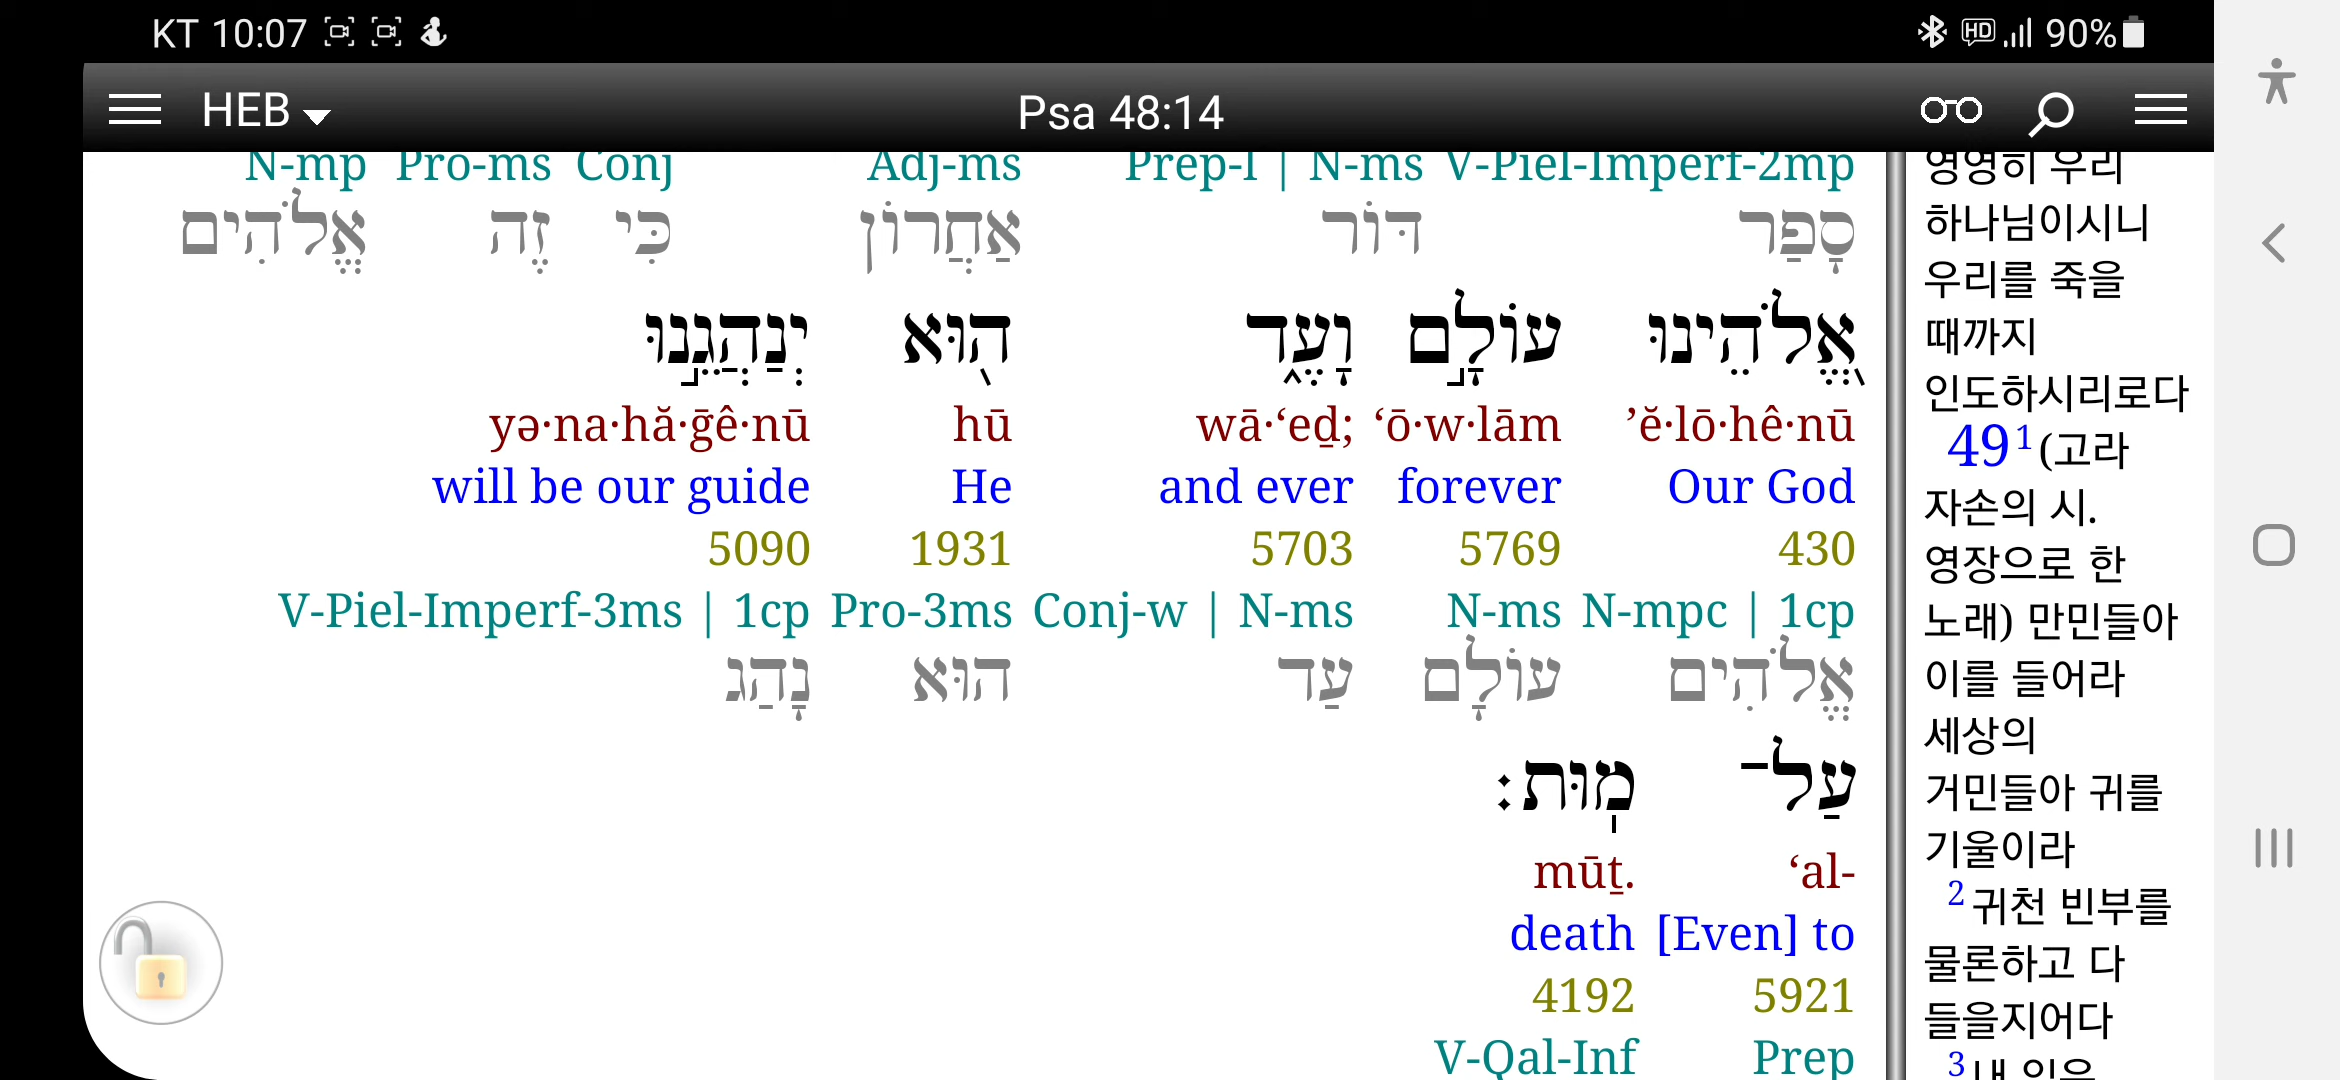 KT 10:07 HD 90%
HEB Psa 48:14
N-mp Pro-ms Conj Adj-ms Prep-l | N-ms V-Piel-Imperf-2mp
סָפַר דּוֹר אַחֲרוֹן כִּי זֶה אֱלֹהִים
אֱ֭לֹהֵינוּ עוֹלָ֣ם וָעֶ֑ד ה֖וּא יְנַהֲגֵ֣נוּ
yə·na·hă·ḡê·nū hū wā·‘eḏ; ‘ō·w·lām ’ĕ·lō·hê·nū
will be our guide He and ever forever Our God
5090 1931 5703 5769 430
V-Piel-Imperf-3ms | 1cp Pro-3ms Conj-w | N-ms N-ms N-mpc | 1cp
אֱלֹהִים עוֹלָם עַד הוּא נָהַג
עַל־ מֽוּת׃
mūṯ. ‘al-
death [Even] to
4192 5921
V-Qal-Inf Prep
영영히 우리
하나님이시니
우리를 죽을
때까지
인도하시리로다
49 1 (고라
자손의 시.
영장으로 한
노래) 만민들아
이를 들어라
세상의
거민들아 귀를
기울이라
2 귀천 빈부를
물론하고 다
들을지어다
3 내 입은